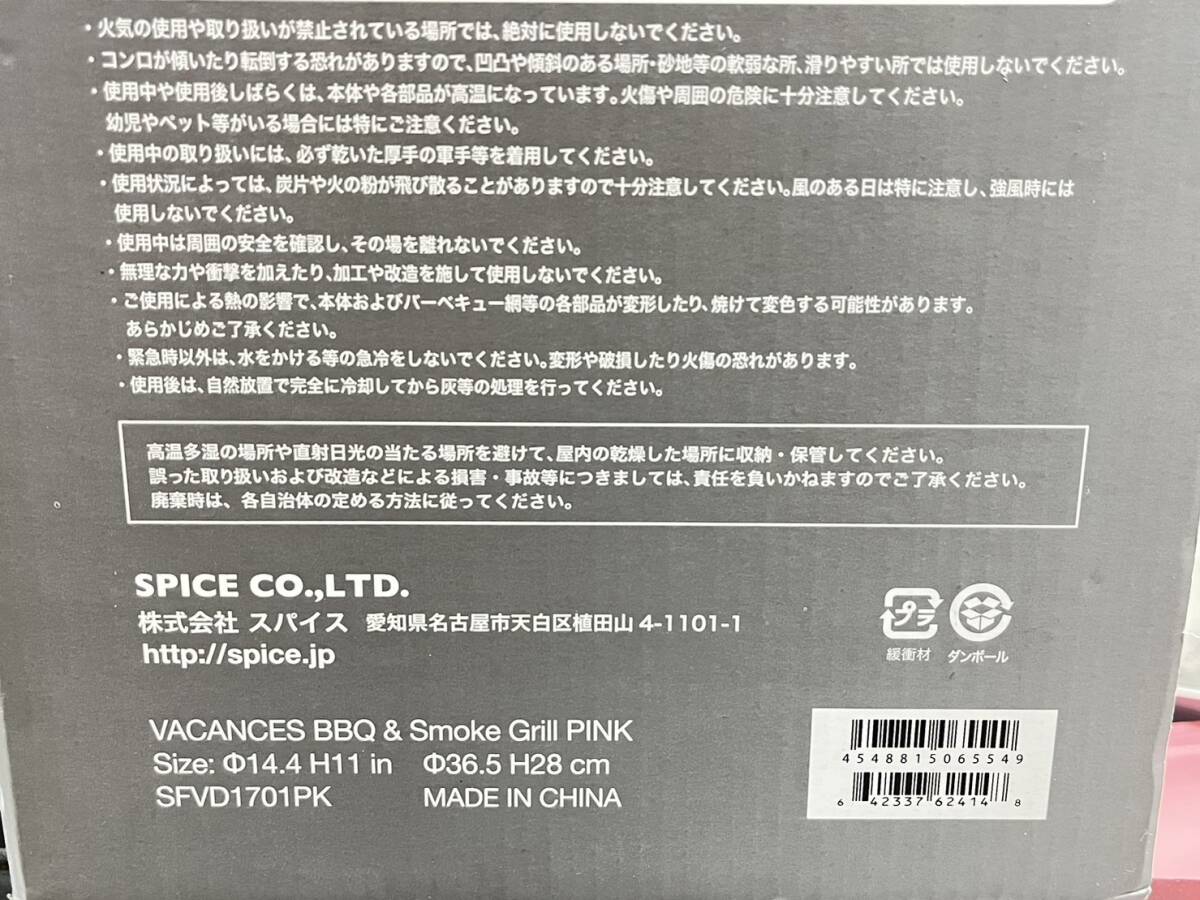 ・火気の使用や取り扱いが禁止されている場所では、絶対に使用しないでください。
・コンロが傾いたり転倒する恐れがありますので、凹凸や傾斜のある場所・砂地等の軟弱な所、滑りやすい所では使用しないでください。
・使用中や使用後しばらくは、本体や各部品が高温になっています。火傷や周囲の危険に十分注意してください。
幼児やペット等がいる場合には特にご注意ください。
・使用中の取り扱いには、必ず乾いた厚手の軍手等を着用してください。
・使用状況によっては、炭片や火の粉が飛び散ることがありますので十分注意してください。風のある日は特に注意し、強風時には
使用しないでください。
・使用中は周囲の安全を確認し、その場を離れないでください。
・無理な力や衝撃を加えたり、加工や改造を施して使用しないでください。
・ご使用による熱の影響で、本体およびバーベキュー網等の各部品が変形したり、焼けて変色する可能性があります。
あらかじめご了承ください。
・緊急時以外は、水をかける等の急冷をしないでください。変形や破損したり火傷の恐れがあります。
・使用後は、自然放置で完全に冷却してから灰等の処理を行ってください。
高温多湿の場所や直射日光の当たる場所を避けて、屋内の乾燥した場所に収納・保管してください。
誤った取り扱いおよび改造などによる損害・事故等につきましては、責任を負いかねますのでご了承ください。
廃棄時は、各自治体の定める方法に従ってください。
SPICE CO.,LTD.
株式会社 スパイス 愛知県名古屋市天白区植田山 4-1101-1
http://spice.jp
プラ
緩衝材 ダンボール
VACANCES BBQ & Smoke Grill PINK
Size: Φ14.4 H11 in Φ36.5 H28 cm
SFVD1701PK MADE IN CHINA
4548815065549
6 42337 62414 8